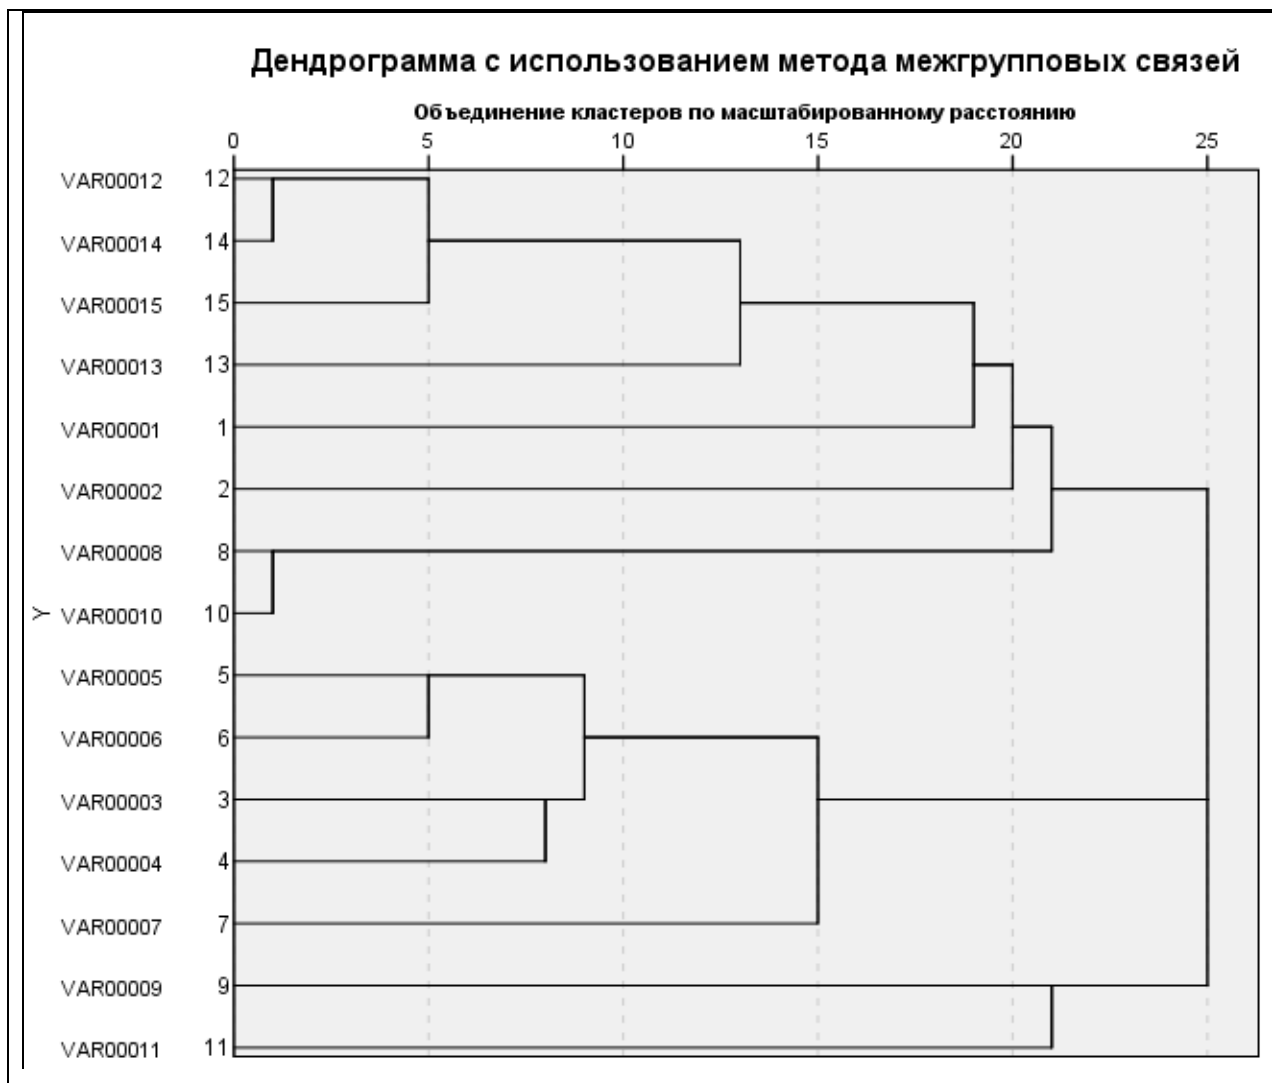 Дендрограмма с использованием метода межгрупповых связей
Объединение кластеров по масштабированному расстоянию
0 5 10 15 20 25
VAR00012 12
VAR00014 14
VAR00015 15
VAR00013 13
VAR00001 1
VAR00002 2
VAR00008 8
Y VAR00010 10
VAR00005 5
VAR00006 6
VAR00003 3
VAR00004 4
VAR00007 7
VAR00009 9
VAR00011 11